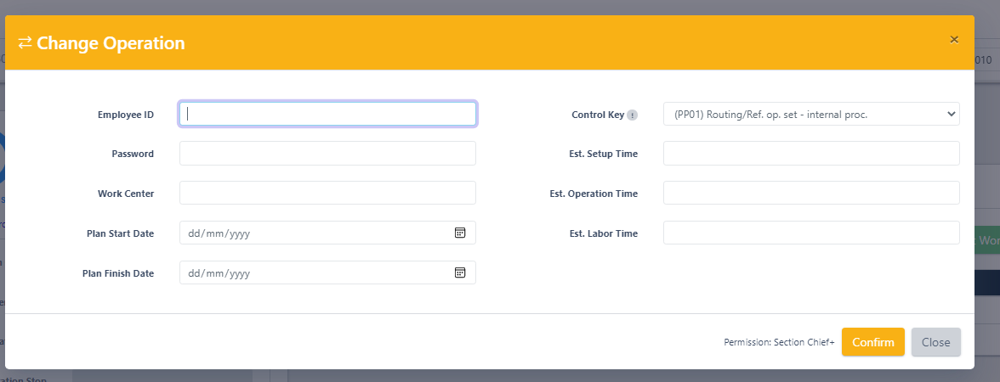 Change Operation
×
010
Employee ID
Control Key
(PP01) Routing/Ref. op. set - internal proc.
Password
Est. Setup Time
Work Center
Est. Operation Time
Plan Start Date
dd/mm/yyyy
Est. Labor Time
Plan Finish Date
dd/mm/yyyy
Permission: Section Chief+
Confirm
Close